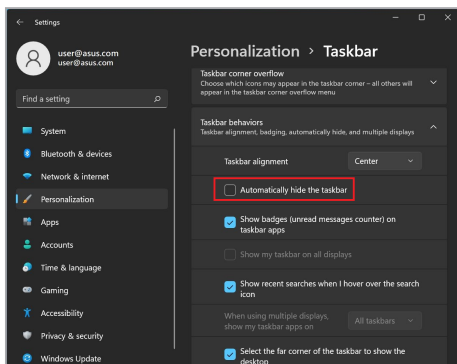 Settings
user@asus.com
user@asus.com
Find a setting
System
Bluetooth & devices
Network & internet
Personalization
Apps
Accounts
Time & language
Gaming
Accessibility
Privacy & security
Windows Update
Personalization > Taskbar
Taskbar corner overflow
Choose which icons may appear in the taskbar corner – all others will
appear in the taskbar corner overflow menu
Taskbar behaviors
Taskbar alignment, badging, automatically hide, and multiple displays
Taskbar alignment
Center
Automatically hide the taskbar
Show badges (unread messages counter) on
taskbar apps
Show my taskbar on all displays
Show recent searches when I hover over the search
icon
When using multiple displays,
show my taskbar apps on
All taskbars
Select the far corner of the taskbar to show the
desktop